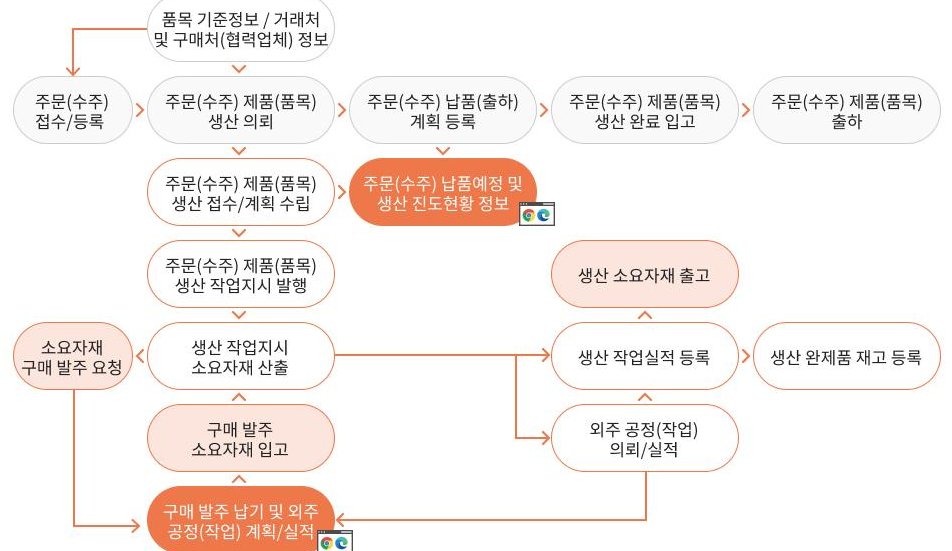 품목 기준정보 / 거래처
및 구매처(협력업체) 정보
주문(수주)
접수/등록
주문(수주) 제품(품목)
생산 의뢰
주문(수주) 납품(출하)
계획 등록
주문(수주) 제품(품목)
생산 완료 입고
주문(수주) 제품(품목)
출하
주문(수주) 제품(품목)
생산 접수/계획 수립
주문(수주) 납품예정 및
생산 진도현황 정보
주문(수주) 제품(품목)
생산 작업지시 발행
생산 소요자재 출고
소요자재
구매 발주 요청
생산 작업지시
소요자재 산출
생산 작업실적 등록
생산 완제품 재고 등록
구매 발주
소요자재 입고
외주 공정(작업)
의뢰/실적
구매 발주 납기 및 외주
공정(작업) 계획/실적